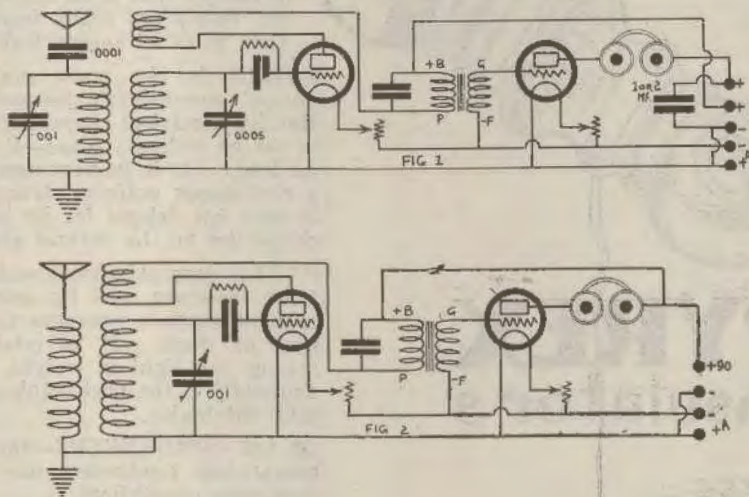 .0001
.001
.0005
+B
G
P
-F
1 OR 2
MF.
+
+
-
-
+
FIG 1
.001
+B
G
P
-F
+90
-
-
+A
FIG 2